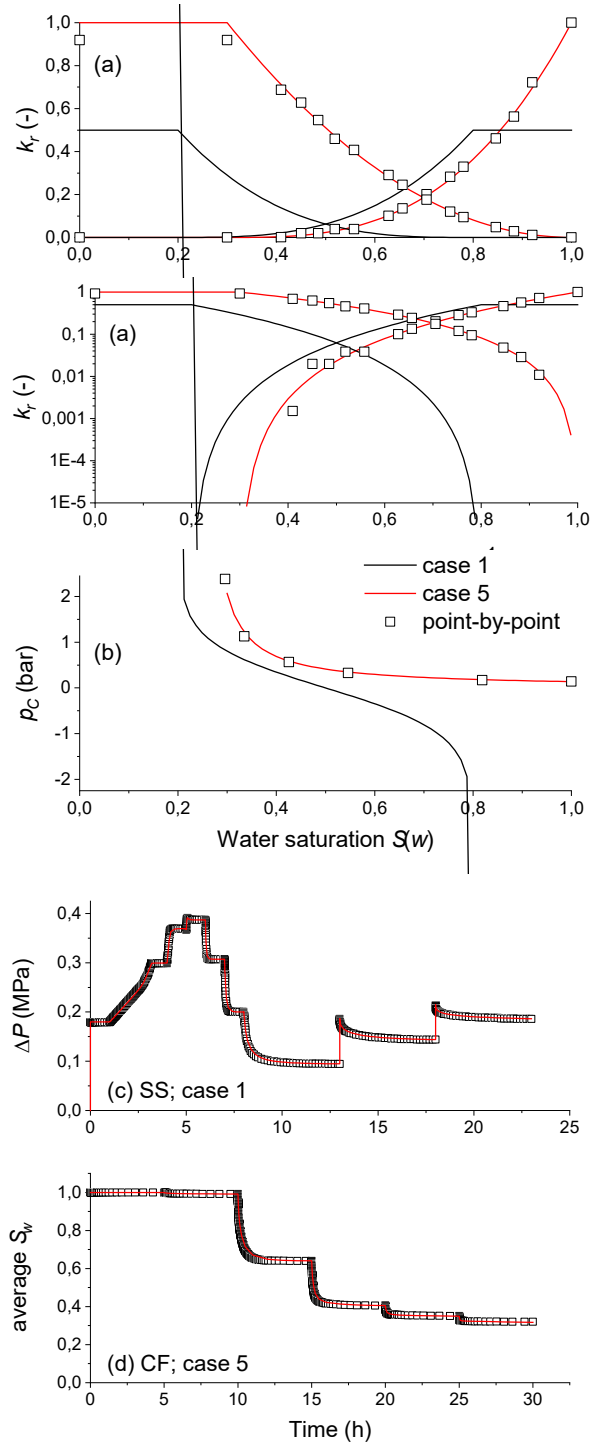 1,0
0,8
0,6
0,4
0,2
0,0
k_r (-)
(a)
0,0 0,2 0,4 0,6 0,8 1,0
1
0,1
0,01
0,001
1E-4
1E-5
k_r (-)
(a)
0,0 0,2 0,4 0,6 0,8 1,0
case 1
case 5
point-by-point
2
1
0
-1
-2
p_C (bar)
(b)
0,0 0,2 0,4 0,6 0,8 1,0
Water saturation S(w)
0,4
0,3
0,2
0,1
0,0
ΔP (MPa)
(c) SS; case 1
0 5 10 15 20 25
1,0
0,8
0,6
0,4
0,2
0,0
average S_w
(d) CF; case 5
0 5 10 15 20 25 30
Time (h)